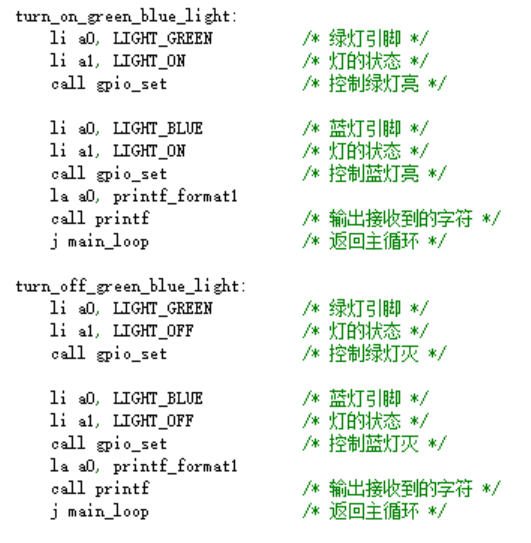 turn_on_green_blue_light:
li a0, LIGHT_GREEN /* 绿灯引脚 */
li a1, LIGHT_ON /* 灯的状态 */
call gpio_set /* 控制绿灯亮 */
li a0, LIGHT_BLUE /* 蓝灯引脚 */
li a1, LIGHT_ON /* 灯的状态 */
call gpio_set /* 控制蓝灯亮 */
la a0, printf_format1
call printf /* 输出接收到的字符 */
j main_loop /* 返回主循环 */
turn_off_green_blue_light:
li a0, LIGHT_GREEN /* 绿灯引脚 */
li a1, LIGHT_OFF /* 灯的状态 */
call gpio_set /* 控制绿灯灭 */
li a0, LIGHT_BLUE /* 蓝灯引脚 */
li a1, LIGHT_OFF /* 灯的状态 */
call gpio_set /* 控制蓝灯灭 */
la a0, printf_format1
call printf /* 输出接收到的字符 */
j main_loop /* 返回主循环 */